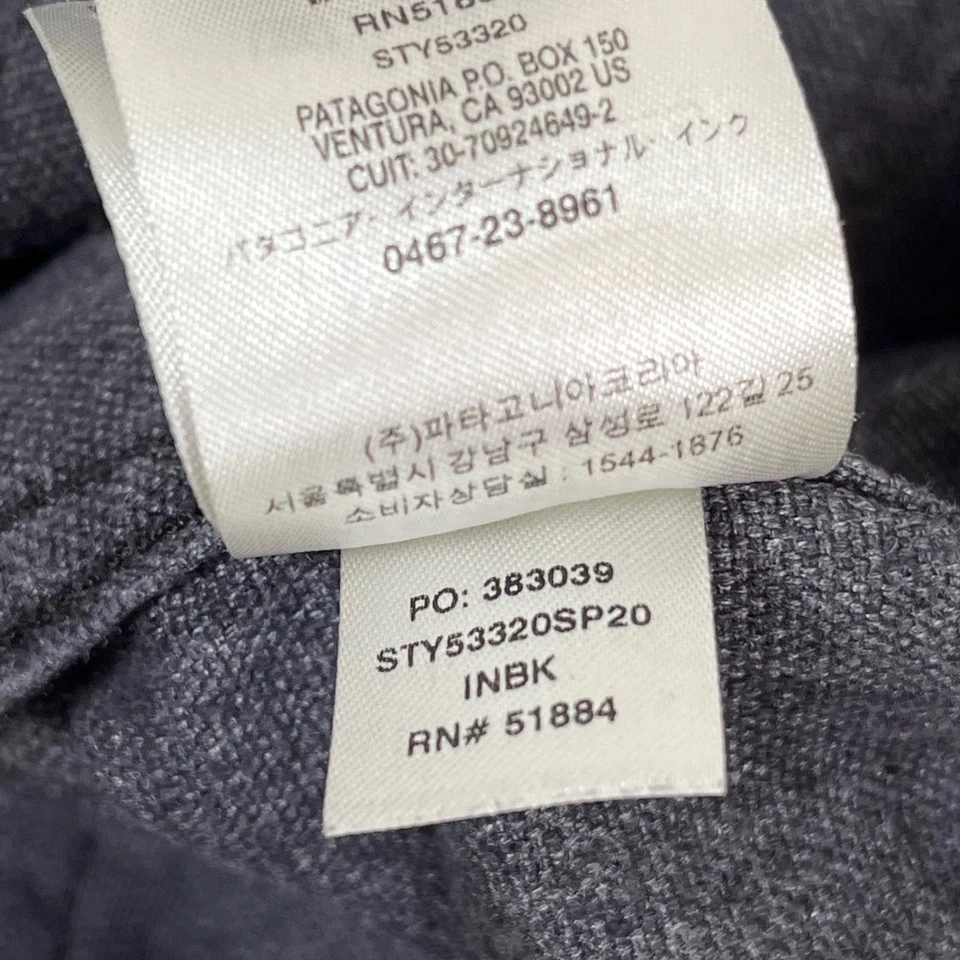 RN5188
STY53320
PATAGONIA P.O. BOX 150
VENTURA, CA 93002 US
CUIT: 30-70924649-2
パタゴニア・インターナショナル・インク
0467-23-8961
(주)파타고니아코리아
서울특별시 강남구 삼성로 122길 25
소비자상담실 : 1544-1876
PO: 383039
STY53320SP20
INBK
RN# 51884